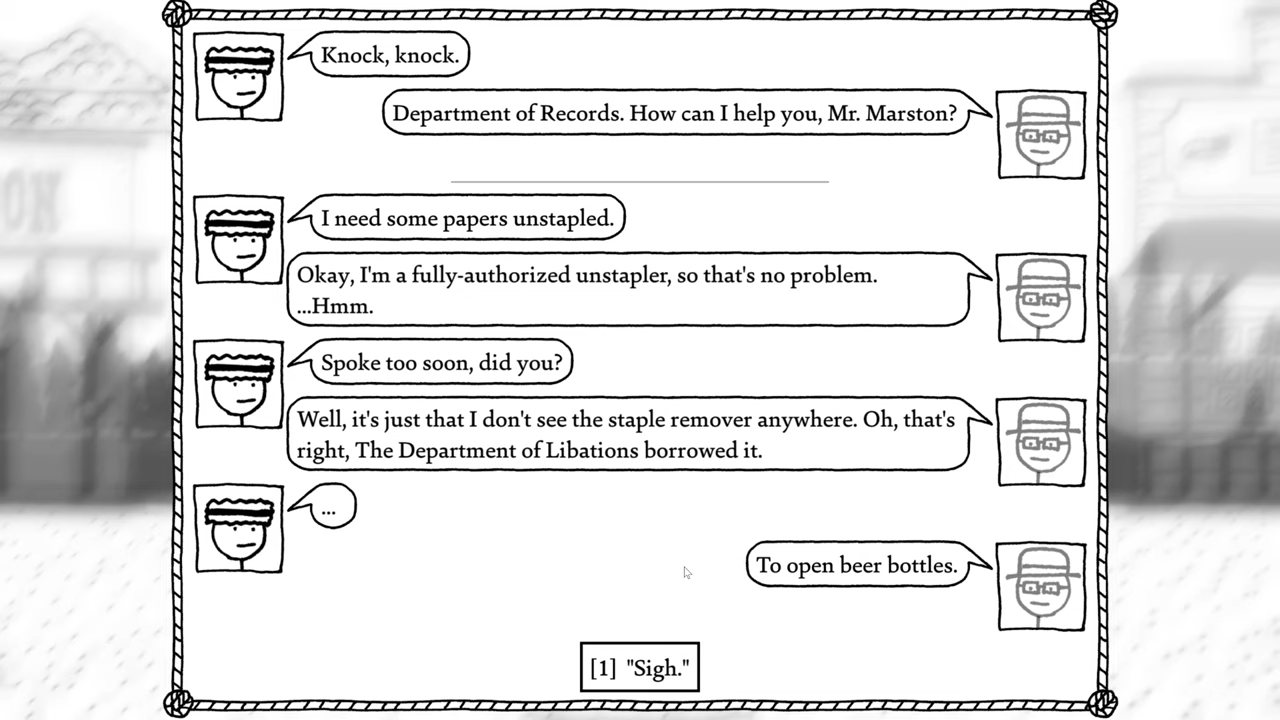 Knock, knock.
Department of Records. How can I help you, Mr. Marston?
I need some papers unstapled.
Okay, I'm a fully-authorized unstapler, so that's no problem.
...Hmm.
Spoke too soon, did you?
Well, it's just that I don't see the staple remover anywhere. Oh, that's
right, The Department of Libations borrowed it.
...
To open beer bottles.
[1] "Sigh."